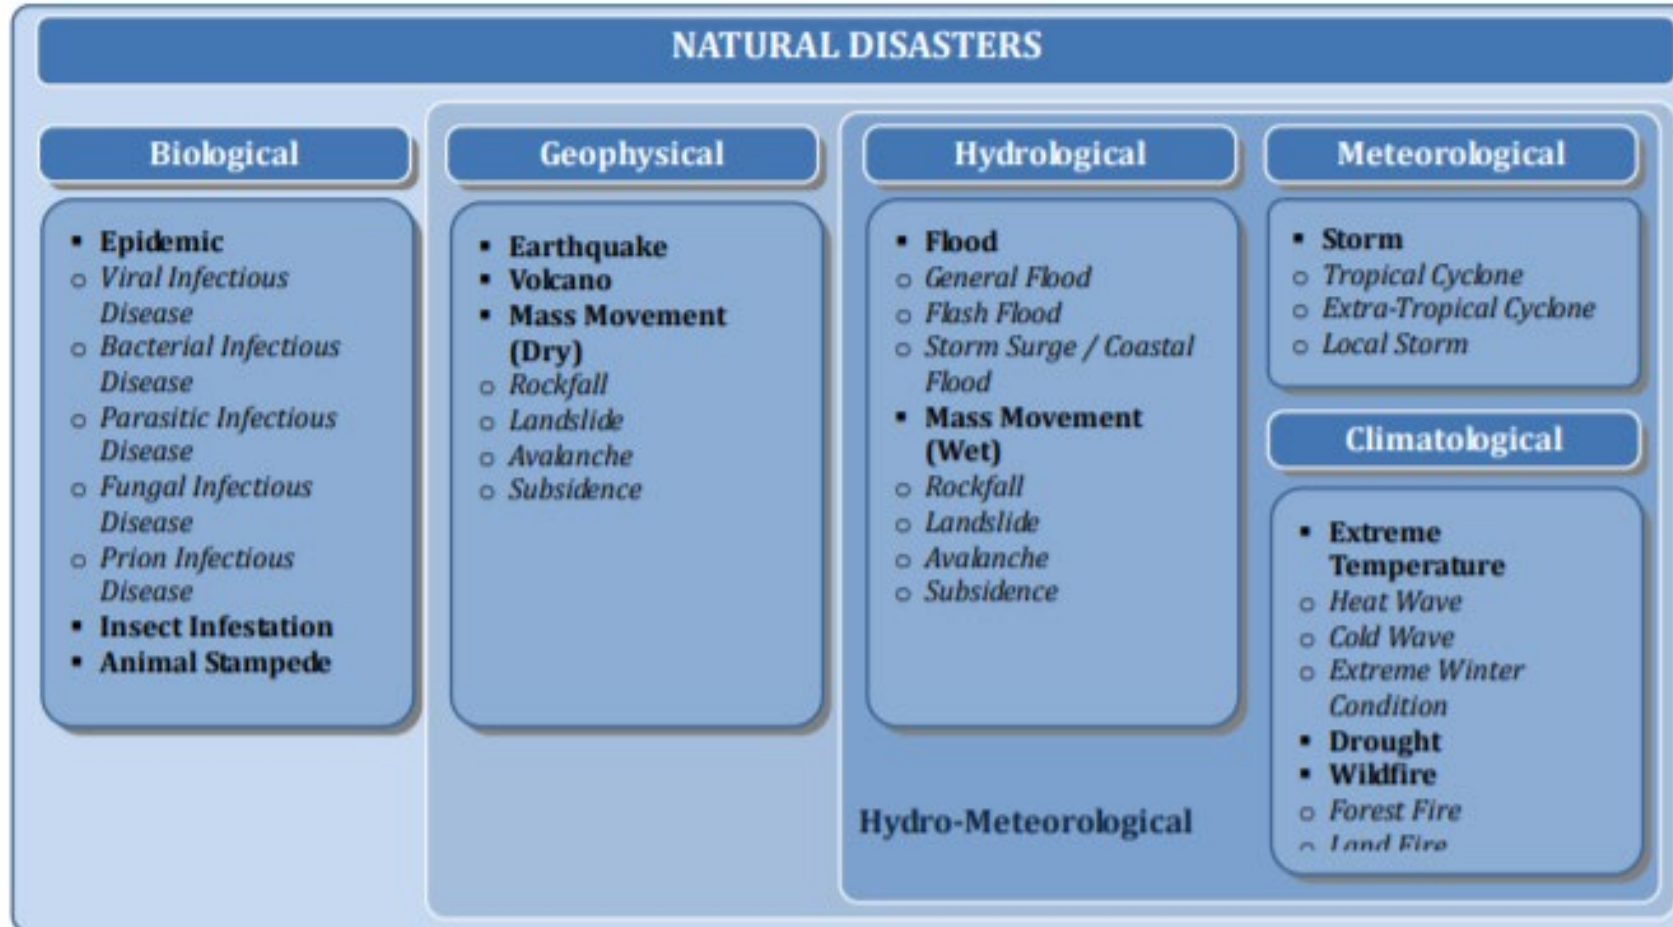 NATURAL DISASTERS
Biological
▪ Epidemic
o Viral Infectious
Disease
o Bacterial Infectious
Disease
o Parasitic Infectious
Disease
o Fungal Infectious
Disease
o Prion Infectious
Disease
▪ Insect Infestation
▪ Animal Stampede
Geophysical
▪ Earthquake
▪ Volcano
▪ Mass Movement
(Dry)
o Rockfall
o Landslide
o Avalanche
o Subsidence
Hydrological
▪ Flood
o General Flood
o Flash Flood
o Storm Surge / Coastal
Flood
▪ Mass Movement
(Wet)
o Rockfall
o Landslide
o Avalanche
o Subsidence
Meteorological
▪ Storm
o Tropical Cyclone
o Extra-Tropical Cyclone
o Local Storm
Climatological
▪ Extreme
Temperature
o Heat Wave
o Cold Wave
o Extreme Winter
Condition
▪ Drought
▪ Wildfire
o Forest Fire
o Land Fire
Hydro-Meteorological